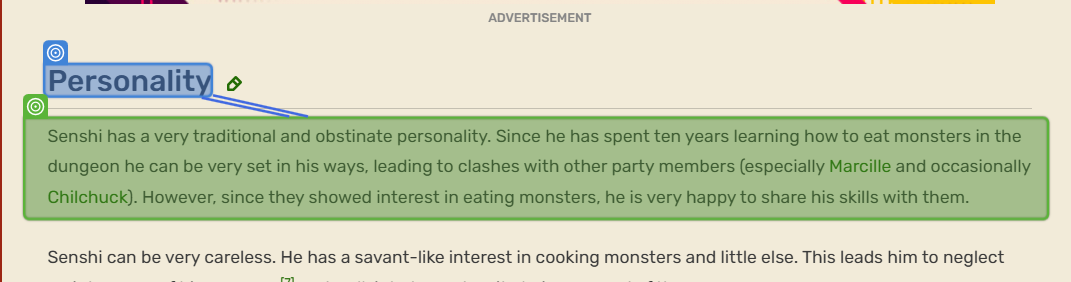 ADVERTISEMENT
Personality
Senshi has a very traditional and obstinate personality. Since he has spent ten years learning how to eat monsters in the
dungeon he can be very set in his ways, leading to clashes with other party members (especially Marcille and occasionally
Chilchuck). However, since they showed interest in eating monsters, he is very happy to share his skills with them.
Senshi can be very careless. He has a savant-like interest in cooking monsters and little else. This leads him to neglect
[7]